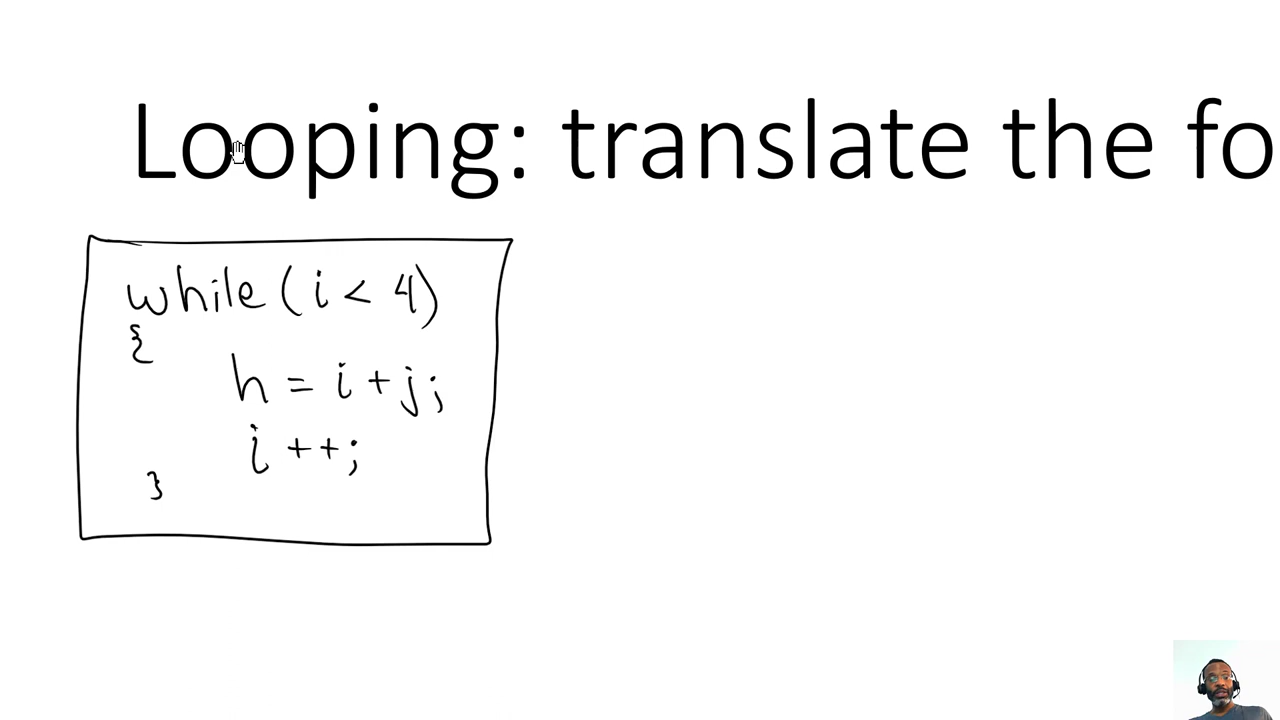 Looping: translate the fo
while (i < 4)
{
h = i + j;
i ++;
}